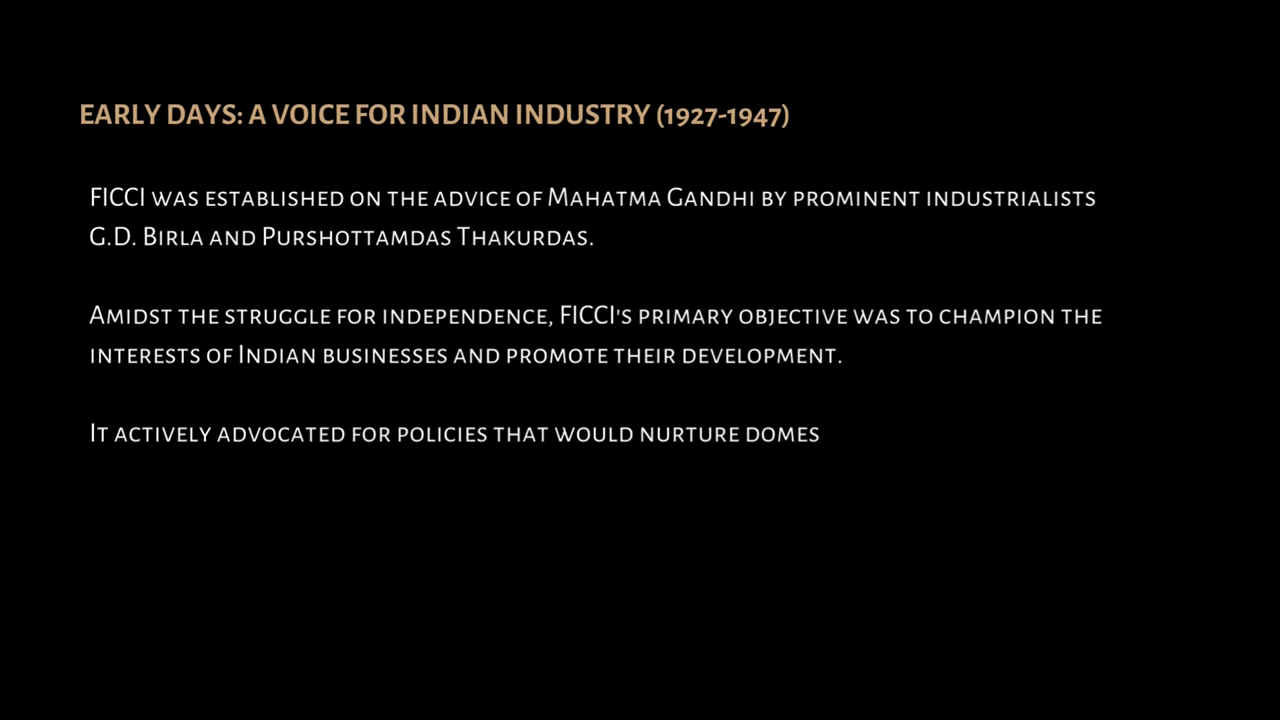 EARLY DAYS: A VOICE FOR INDIAN INDUSTRY (1927-1947)
FICCI was established on the advice of Mahatma Gandhi by prominent industrialists
G.D. Birla and Purshottamdas Thakurdas.
Amidst the struggle for independence, FICCI's primary objective was to champion the
interests of Indian businesses and promote their development.
It actively advocated for policies that would nurture domes